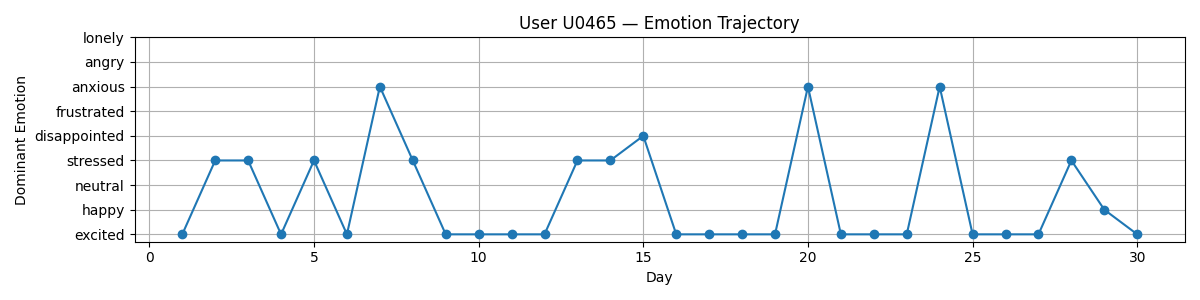 User U0465 — Emotion Trajectory
Dominant Emotion
lonely
angry
anxious
frustrated
disappointed
stressed
neutral
happy
excited
0 5 10 15 20 25 30
Day